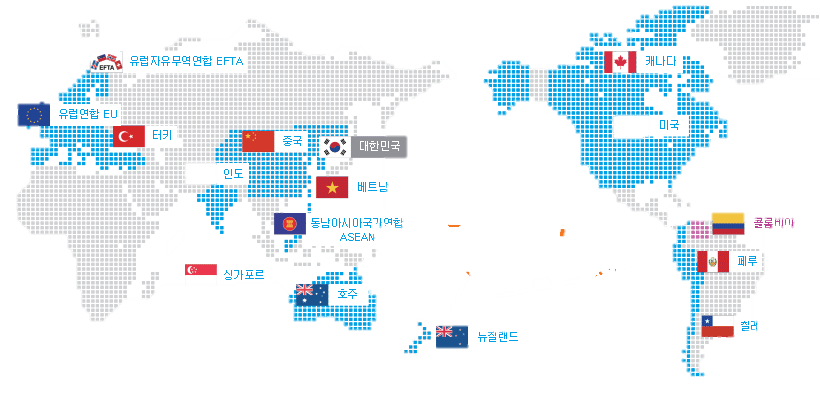 유럽자유무역연합 EFTA
EFTA
캐나다
유럽연합 EU
터키
미국
중국
대한민국
인도
베트남
동남아시아국가연합
ASEAN
콜롬비아
페루
싱가포르
호주
칠레
뉴질랜드